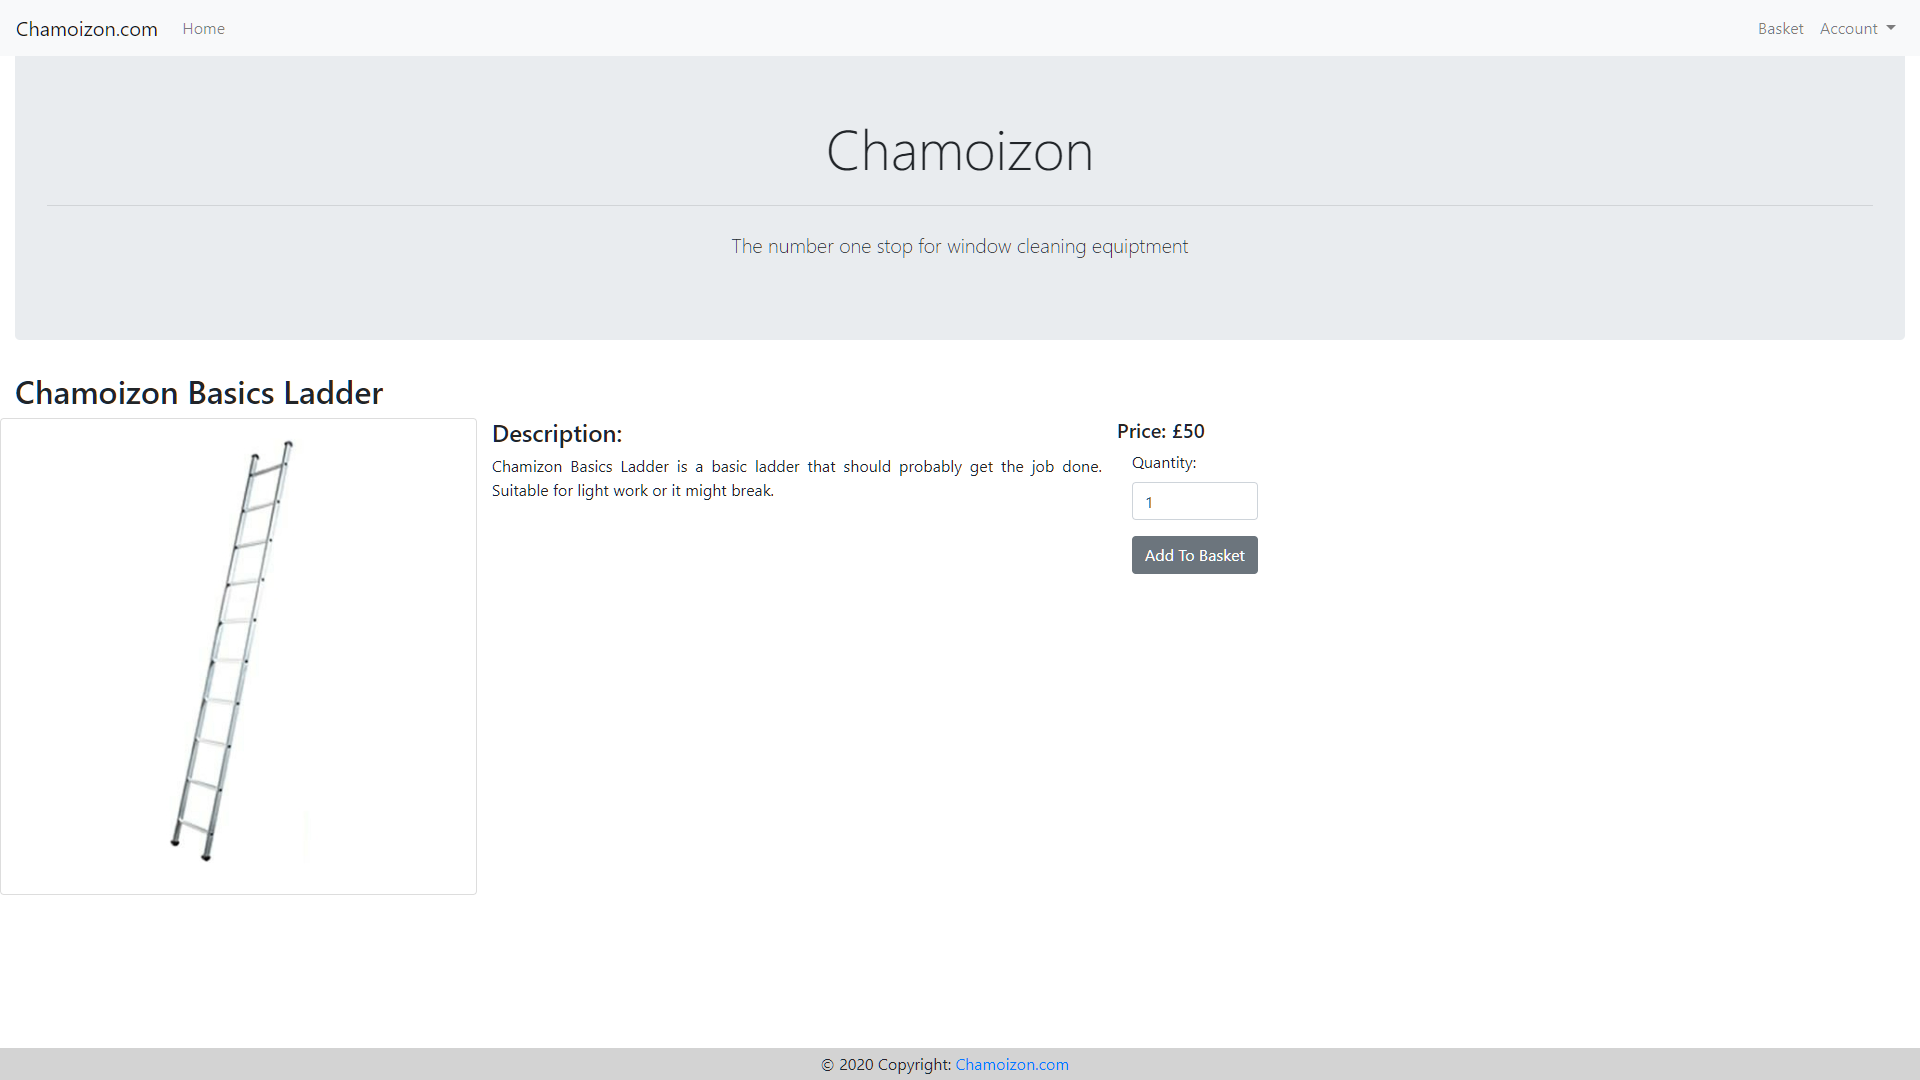 Chamoizon.com Home Basket Account
Chamoizon
The number one stop for window cleaning equiptment
Chamoizon Basics Ladder
Description:
Chamizon Basics Ladder is a basic ladder that should probably get the job done.
Suitable for light work or it might break.
Price: £50
Quantity:
1
Add To Basket
© 2020 Copyright: Chamoizon.com